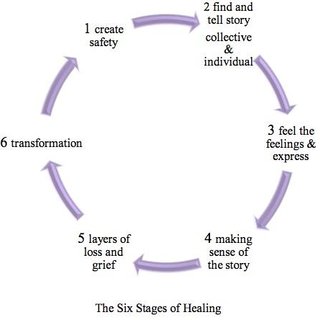 1 create
safety
2 find and
tell story
collective
&
individual
3 feel the
feelings &
express
4 making
sense of
the story
5 layers of
loss and
grief
6 transformation
The Six Stages of Healing